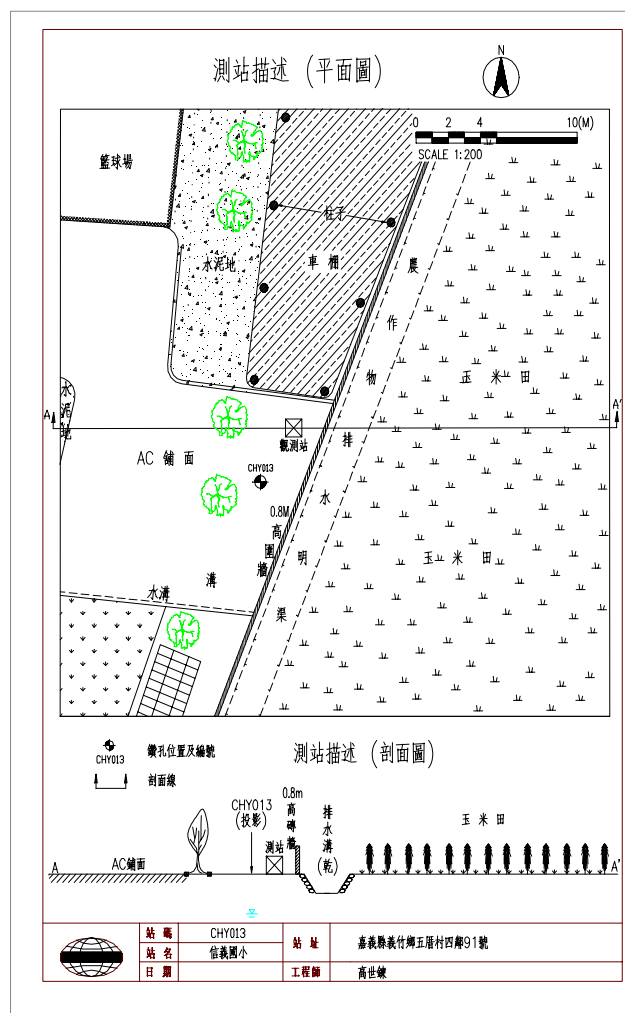 測站描述 (平面圖)
N
0 2 4 10(M)
SCALE 1:200
籃球場
柱子
水泥地
車棚
農作物排水明渠
玉米田
水泥地
A
A'
觀測站
AC 鋪面
CHY013
0.8M
高圍牆
玉米田
溝
水溝
CHY013
鑽孔位置及編號
剖面線
測站描述 (剖面圖)
0.8m
高磚牆
CHY013
(投影)
排水溝(乾)
玉米田
測站
A
AC鋪面
A'
站碼 CHY013
站名 信義國小
日期
站址 嘉義縣義竹鄉五厝村四鄰91號
工程師 高世鍊